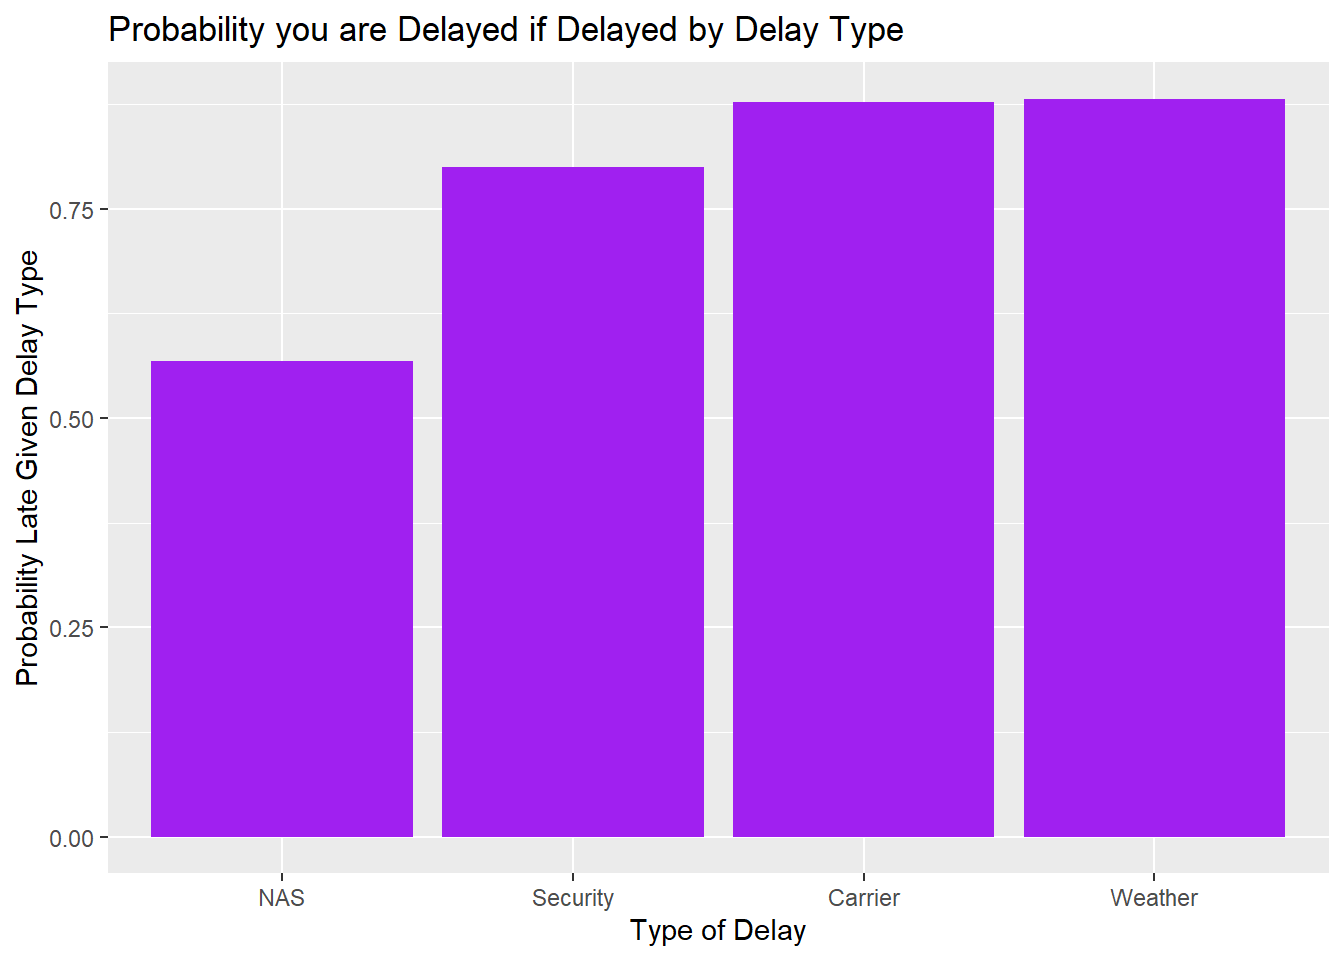 Probability you are Delayed if Delayed by Delay Type
Probability Late Given Delay Type
0.75
0.50
0.25
0.00
NAS Security Carrier Weather
Type of Delay